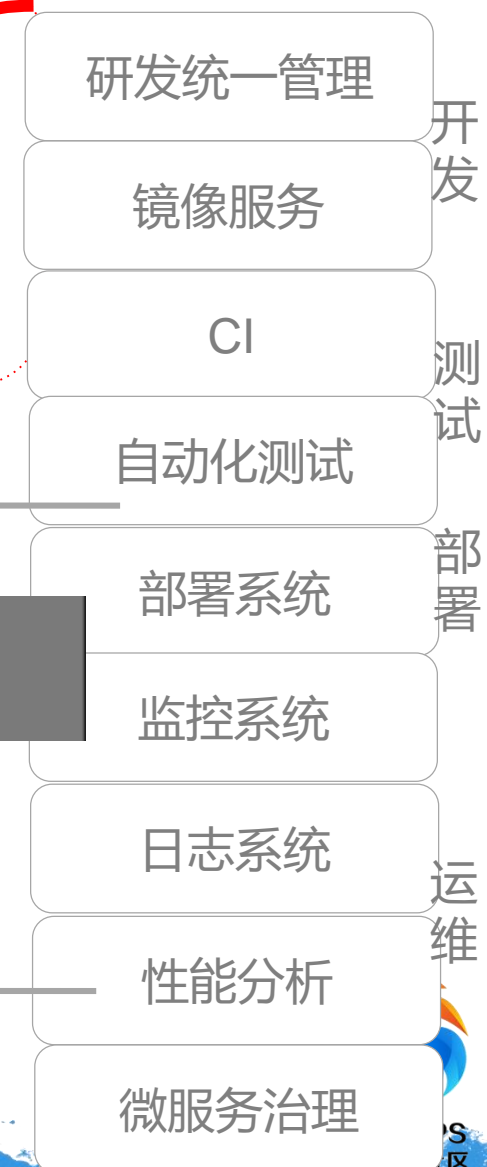 研发统一管理
开发
镜像服务
CI
测试
自动化测试
部署
部署系统
监控系统
日志系统
运维
性能分析
微服务治理
区